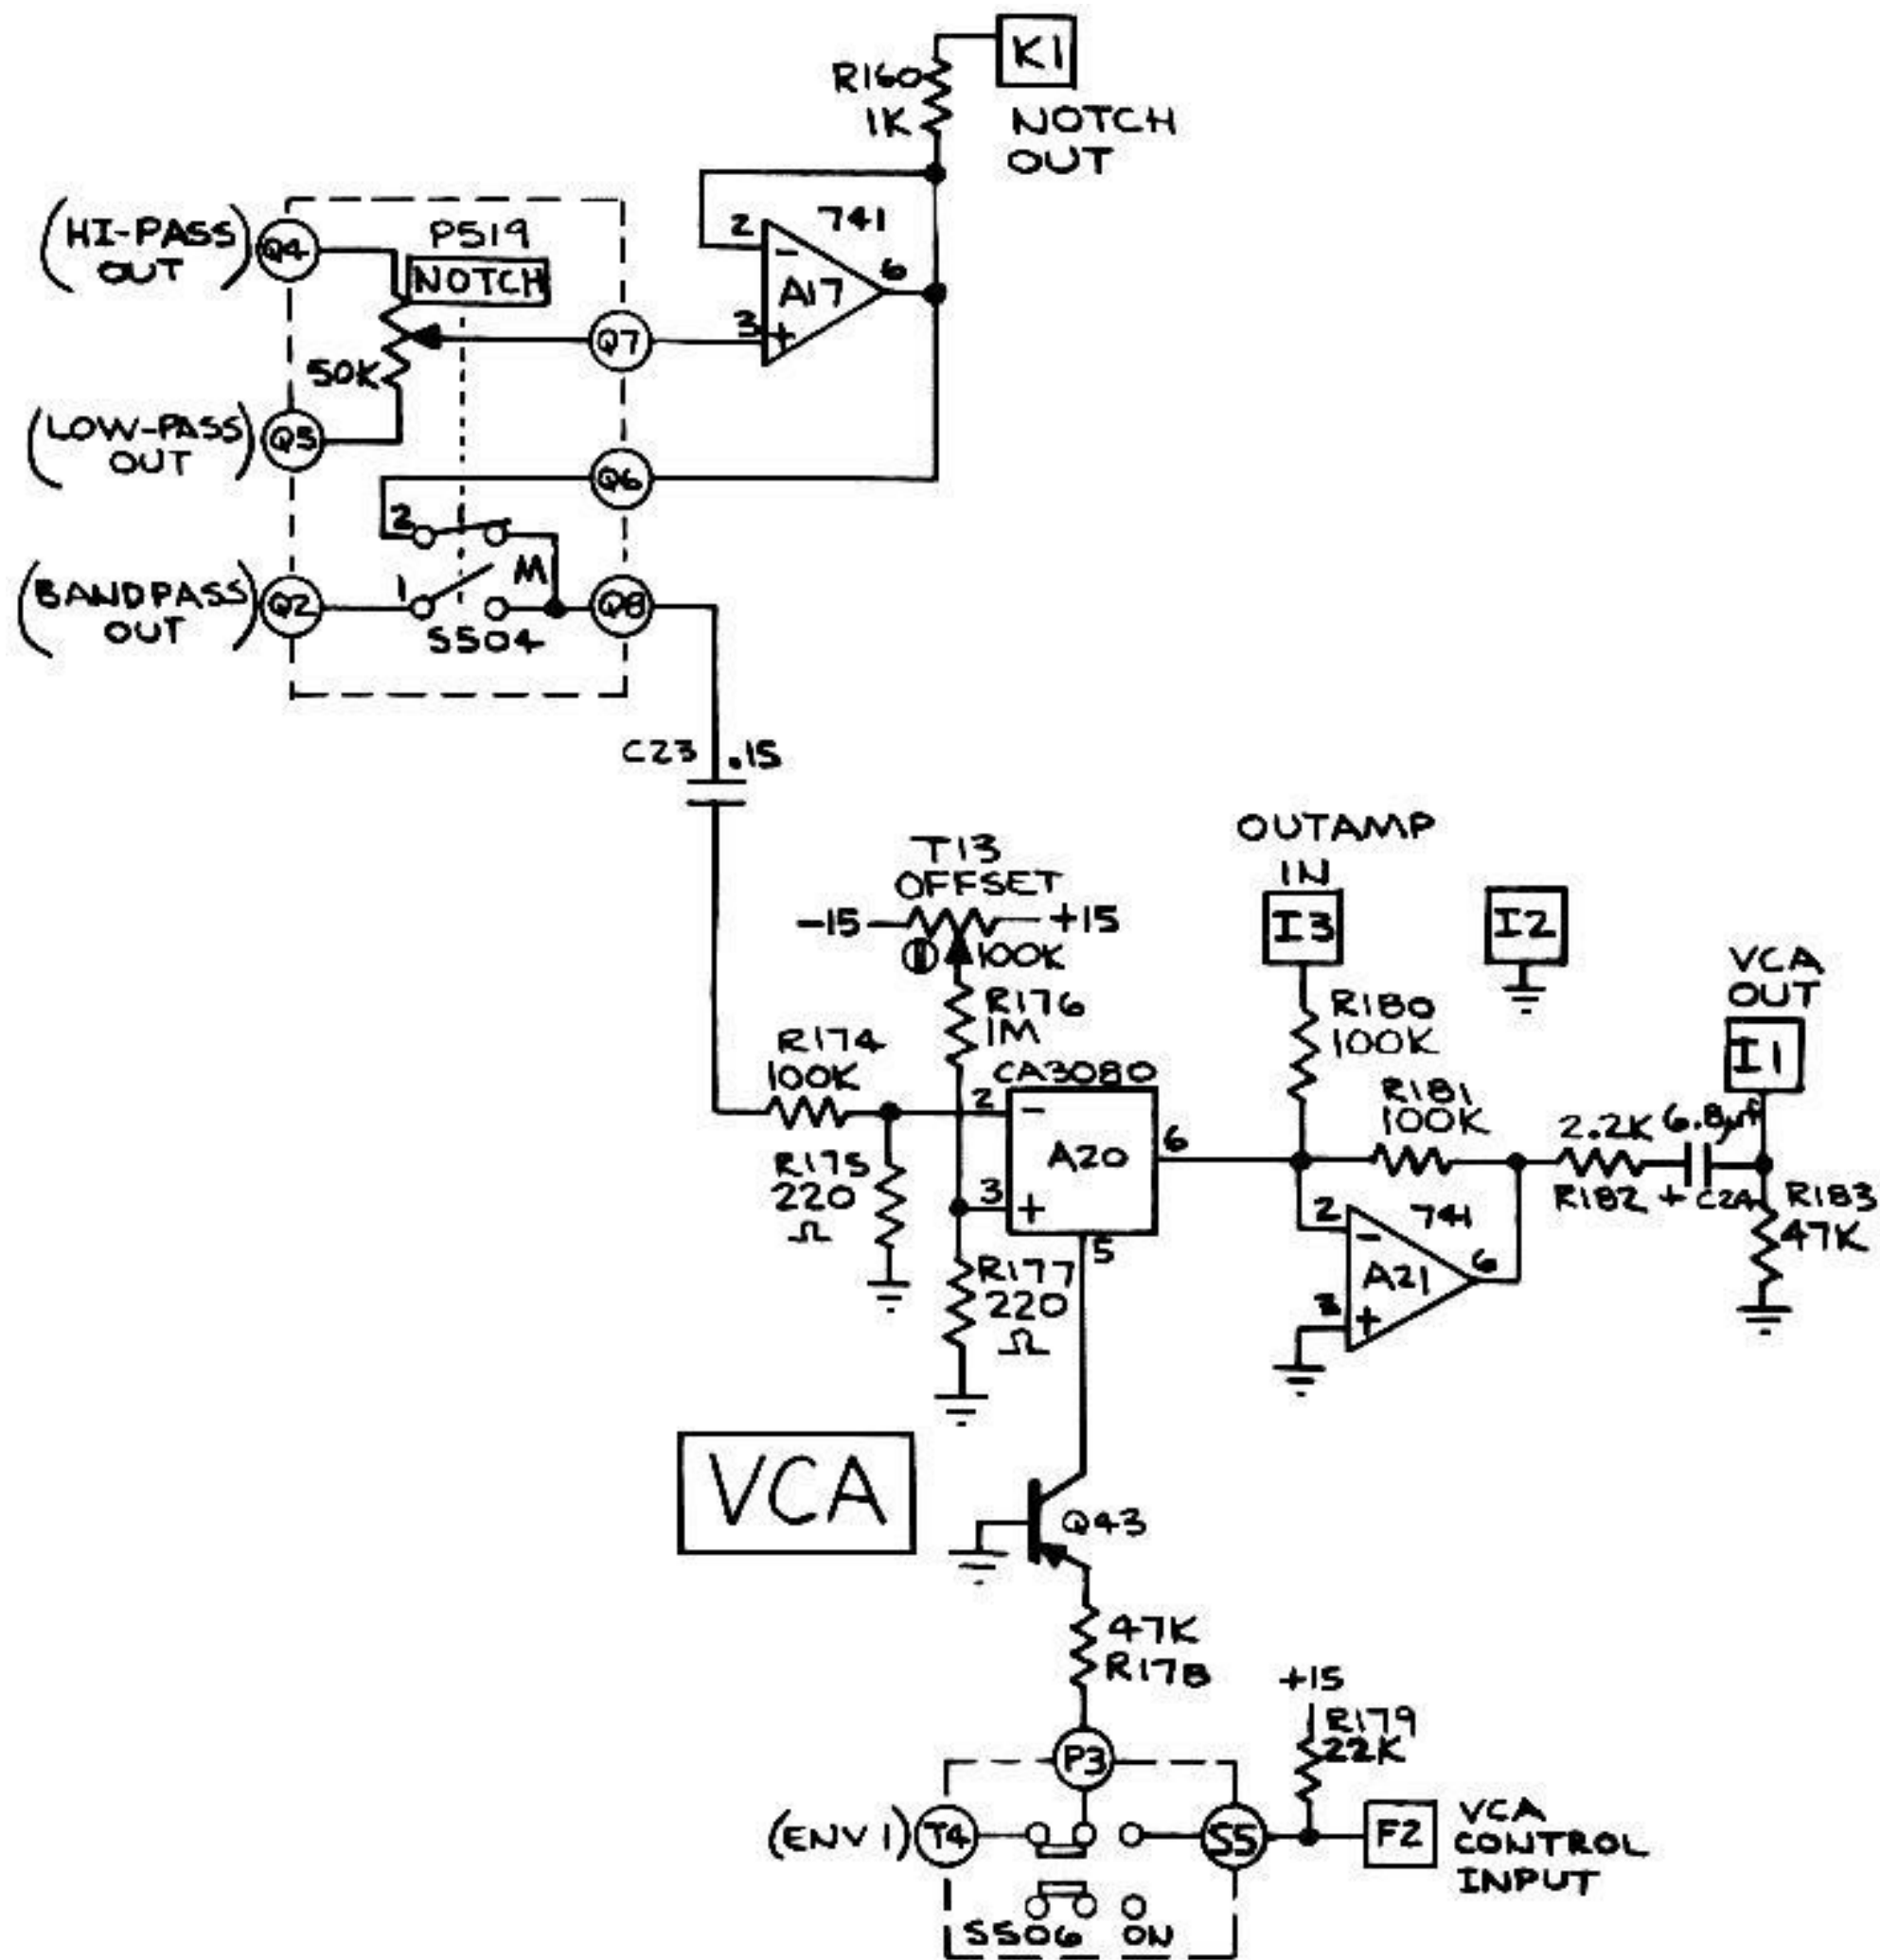 K1
R160
1K
NOTCH
OUT
(HI-PASS
OUT)
Q4
P519
NOTCH
741
2
-
A17
6
3
+
Q7
50K
(LOW-PASS
OUT)
Q5
Q6
2
M
1
(BANDPASS
OUT)
Q2
Q8
S504
C23
.15
T13
OFFSET
-15
+15
100K
R176
1M
OUTAMP
IN
I3
I2
VCA
OUT
I1
R174
100K
CA3080
2
-
A20
6
3
+
5
R175
220
Ω
R177
220
Ω
R180
100K
R181
100K
2.2K
6.8µf
R182
+
C24
R183
47K
2
741
-
A21
6
3
+
VCA
Q43
47K
R178
+15
R179
22K
P3
(ENV 1)
T4
S5
F2
VCA
CONTROL
INPUT
S506
ON